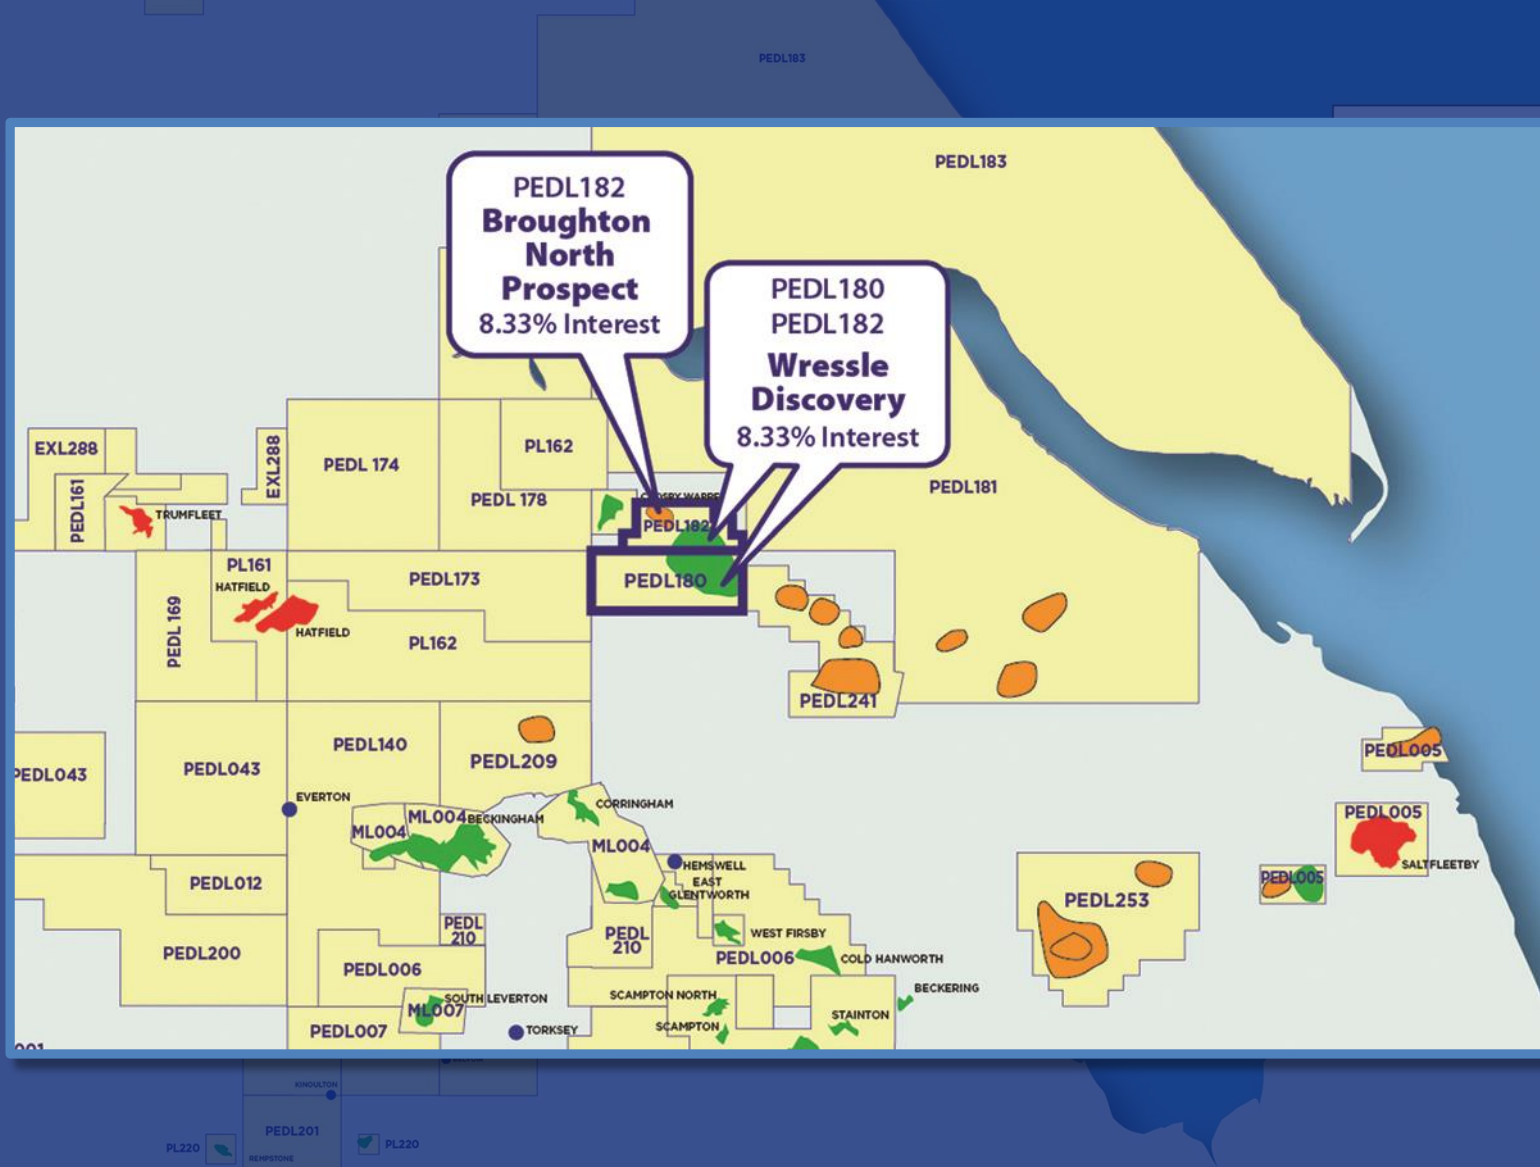 PEDL183
PEDL183
PEDL182
Broughton
North
Prospect
8.33% Interest
PEDL180
PEDL182
Wressle
Discovery
8.33% Interest
EXL288
PEDL161
EXL288
PEDL 174
PL162
PEDL 178
PEDL181
TRUMFLEET
PEDL182
PL161
HATFIELD
HATFIELD
PEDL 169
PEDL173
PEDL180
PL162
PEDL241
PEDL043
PEDL043
PEDL140
PEDL209
PEDL005
EVERTON
ML004
ML004
BECKINGHAM
CORRINGHAM
ML004
PEDL005
SALTFLEETBY
HEMSWELL
EAST
GLENTWORTH
PEDL005
PEDL012
PEDL253
PEDL
210
PEDL
210
WEST FIRSBY
PEDL200
PEDL006
PEDL006
COLD HANWORTH
SOUTH LEVERTON
ML007
SCAMPTON NORTH
BECKERING
PEDL007
TORKSEY
SCAMPTON
STAINTON
KINOULTON
PEDL201
PL220
PL220
REMPSTONE